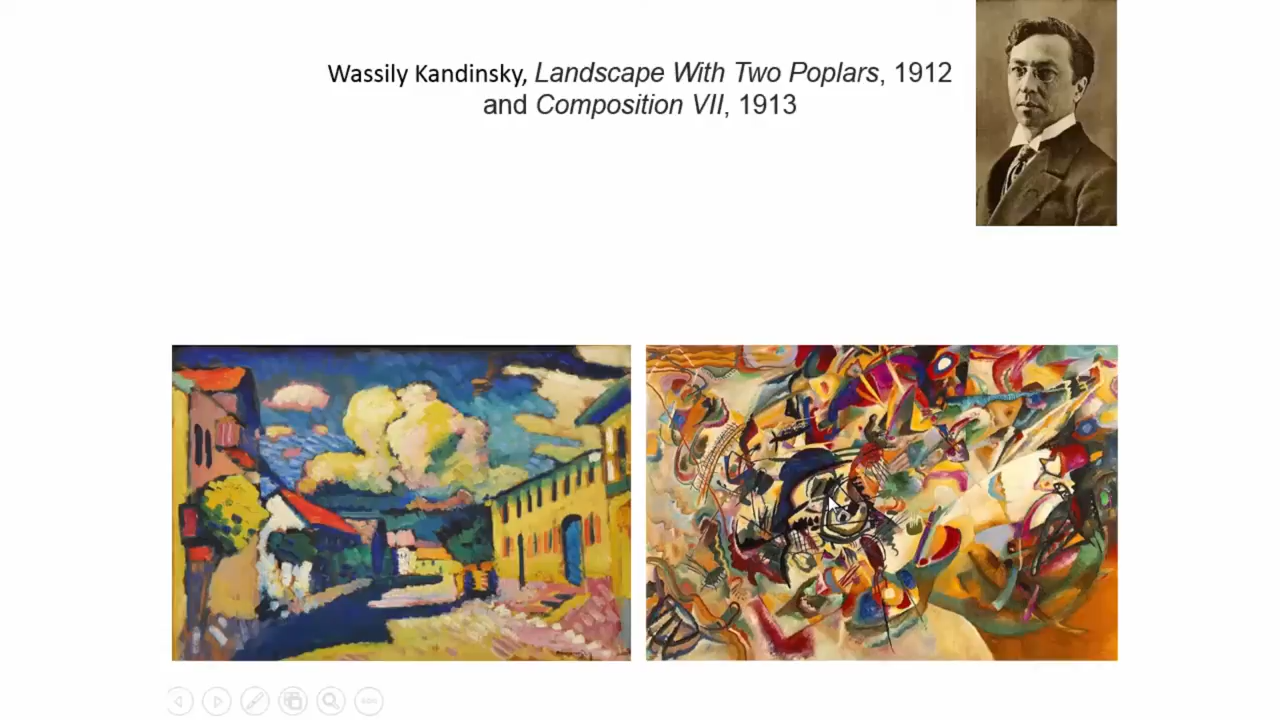 Wassily Kandinsky, Landscape With Two Poplars, 1912
and Composition VII, 1913